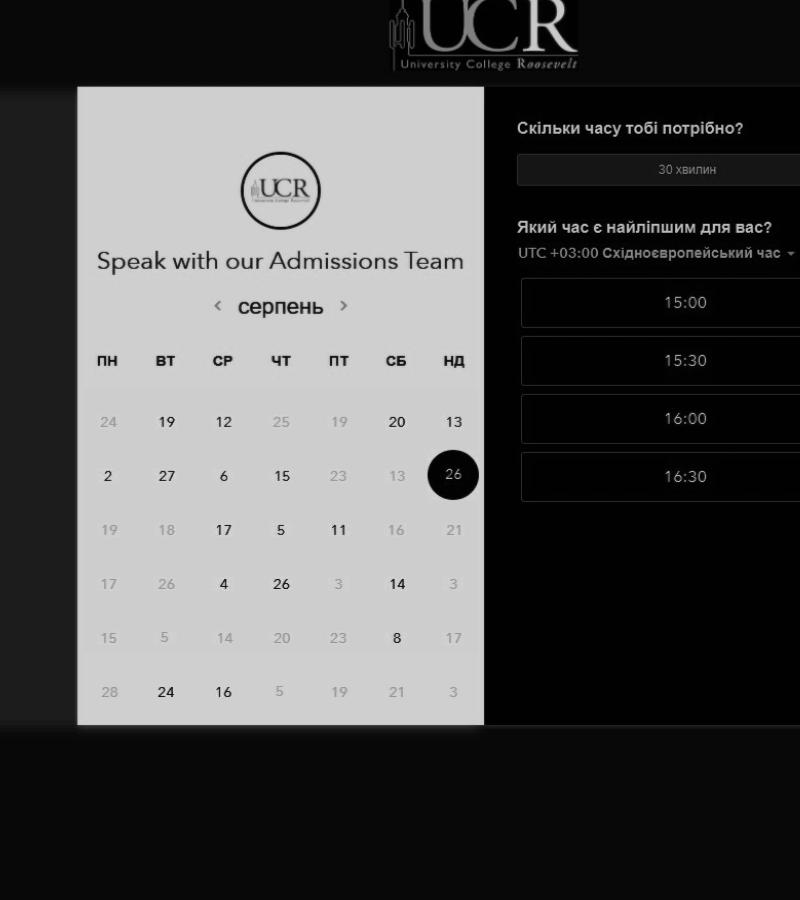 UCR
University College Roosevelt
UCR
University College Roosevelt
Speak with our Admissions Team
серпень
ПН ВТ СР ЧТ ПТ СБ НД
24 19 12 25 19 20 13
2 27 6 15 23 13 26
19 18 17 5 11 16 21
17 26 4 26 3 14 3
15 5 14 20 23 8 17
28 24 16 5 19 21 3
Скільки часу тобі потрібно?
30 хвилин
Який час є найліпшим для вас?
UTC +03:00 Східноєвропейський час
15:00
15:30
16:00
16:30